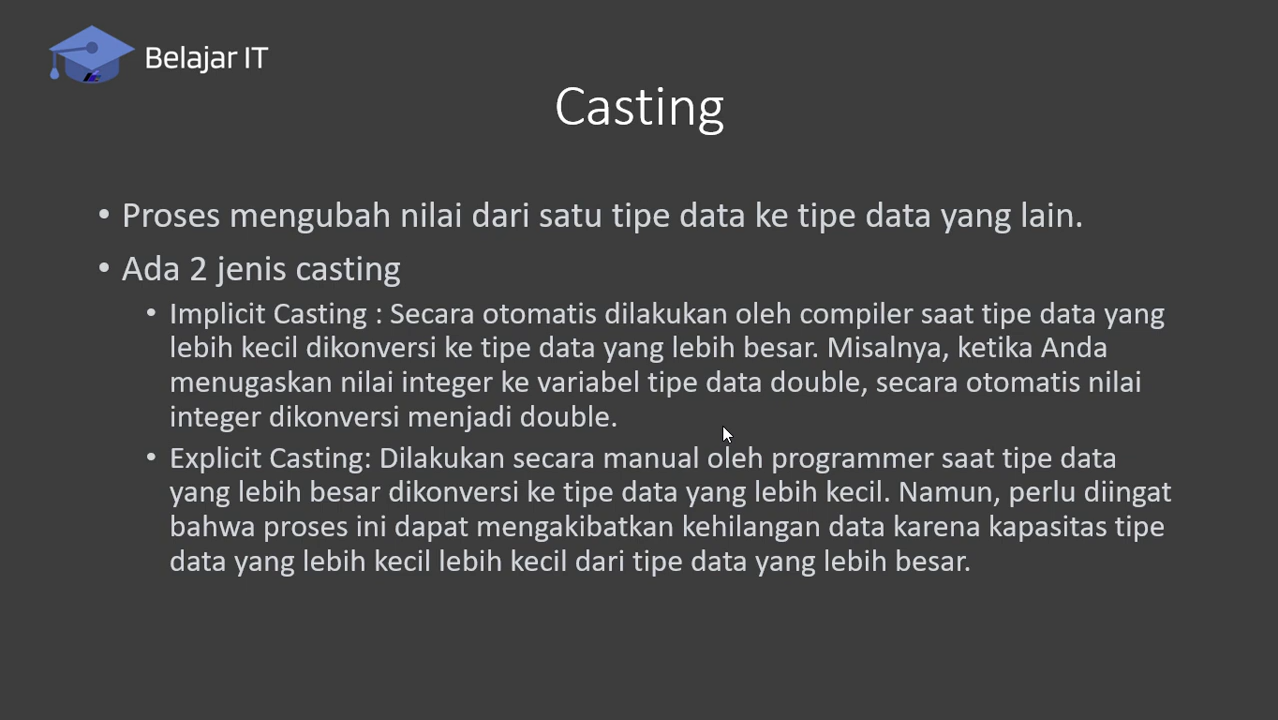 Belajar IT
Casting
• Proses mengubah nilai dari satu tipe data ke tipe data yang lain.
• Ada 2 jenis casting
• Implicit Casting : Secara otomatis dilakukan oleh compiler saat tipe data yang
lebih kecil dikonversi ke tipe data yang lebih besar. Misalnya, ketika Anda
menugaskan nilai integer ke variabel tipe data double, secara otomatis nilai
integer dikonversi menjadi double.
• Explicit Casting: Dilakukan secara manual oleh programmer saat tipe data
yang lebih besar dikonversi ke tipe data yang lebih kecil. Namun, perlu diingat
bahwa proses ini dapat mengakibatkan kehilangan data karena kapasitas tipe
data yang lebih kecil lebih kecil dari tipe data yang lebih besar.